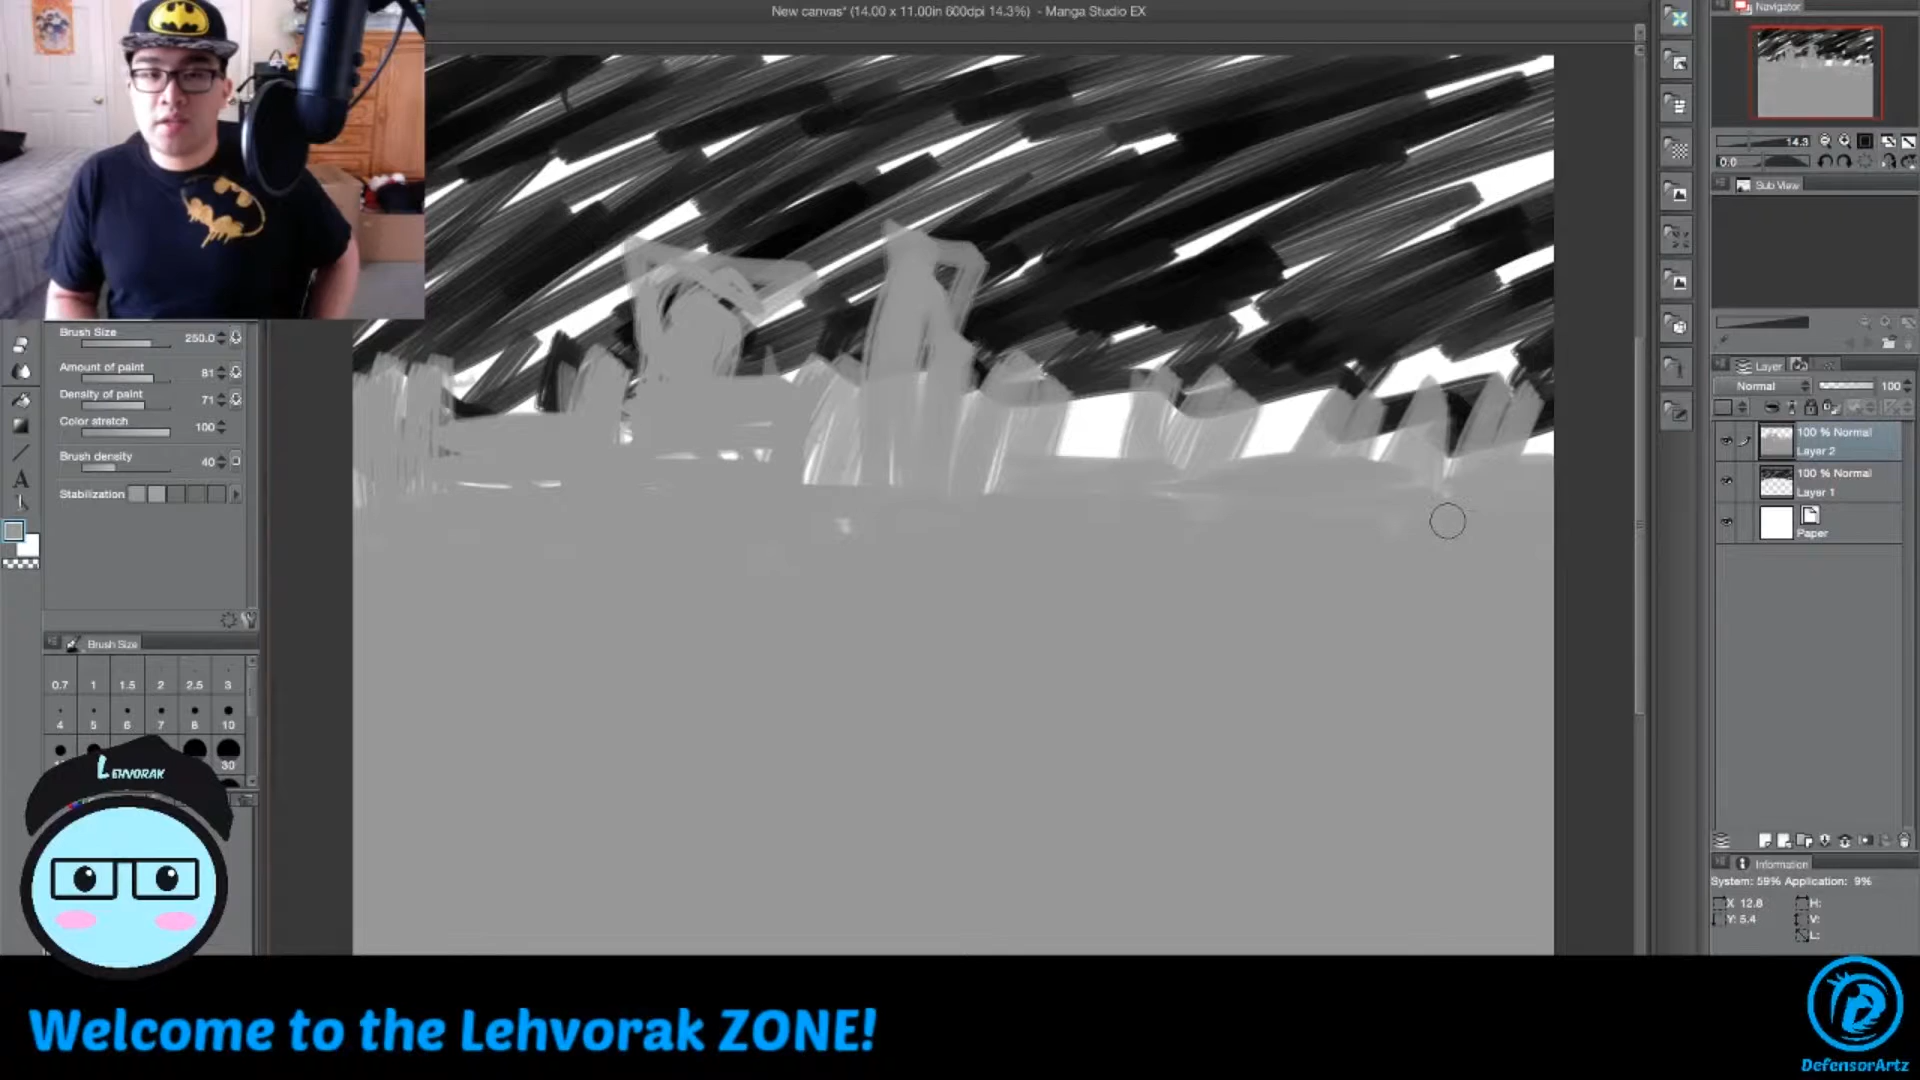 New canvas* (14.00 x 11.00in 600dpi 14.3%) - Manga Studio EX
Navigator
14.3
0.0
Sub View
Brush Size 250.0
Amount of paint 81
Density of paint 71
Color stretch 100
Brush density 40
Stabilization
Layer
Normal 100
100 % Normal
Layer 2
100 % Normal
Layer 1
Paper
Brush Size
0.7 1 1.5 2 2.5 3
4 5 6 7 8 10
30
LEHVORAK
Information
System: 59% Application: 9%
X 12.8 H:
Y: 5.4 V:
L:
Welcome to the Lehvorak ZONE!
DefensorArtz